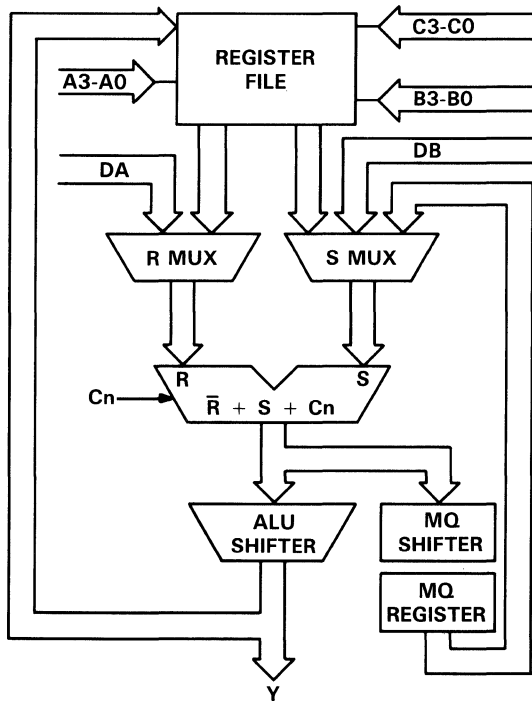 C3-C0
REGISTER
FILE
A3-A0
B3-B0
DA
DB
R MUX
S MUX
R
S
Cn
R̅ + S + Cn
ALU
SHIFTER
MQ
SHIFTER
MQ
REGISTER
Y